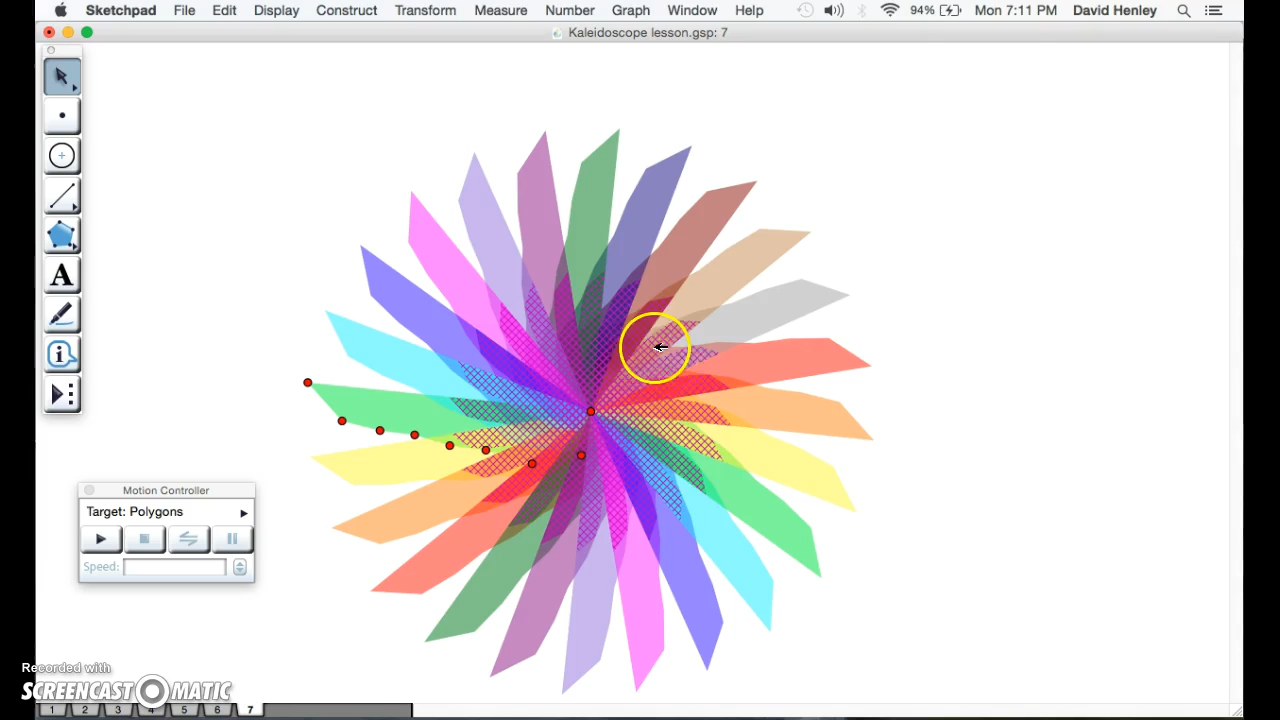 Sketchpad File Edit Display Construct Transform Measure Number Graph Window Help 94% Mon 7:11 PM David Henley
Kaleidoscope lesson.gsp: 7
A
Motion Controller
Target: Polygons
Speed:
Recorded with
SCREENCAST MATIC
1 2 3 4 5 6 7